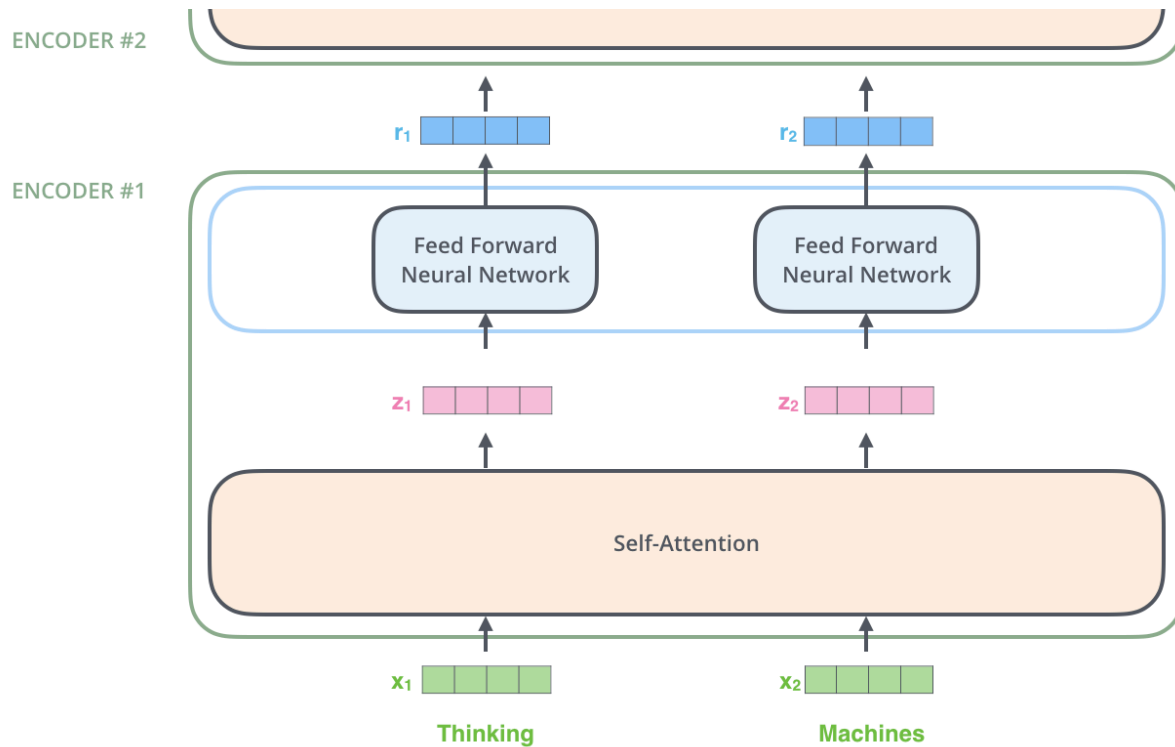 ENCODER #2
r₁
r₂
ENCODER #1
Feed Forward
Neural Network
Feed Forward
Neural Network
z₁
z₂
Self-Attention
x₁
x₂
Thinking
Machines